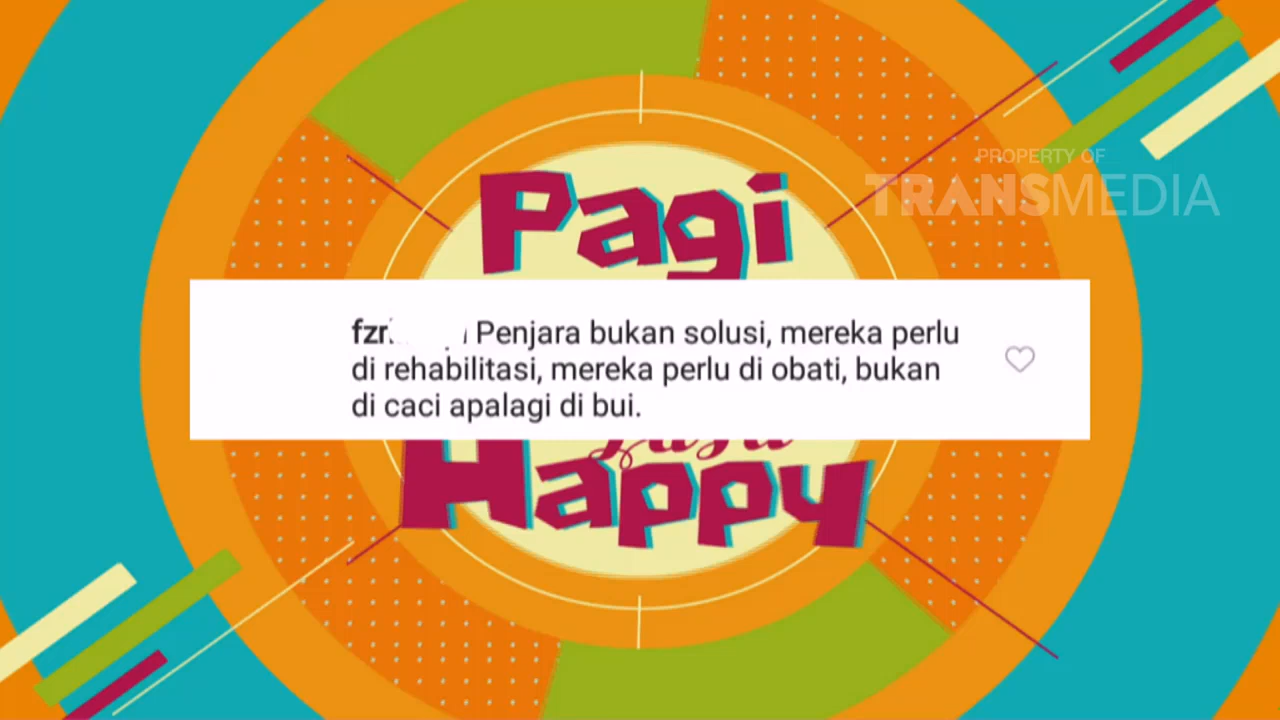 PROPERTY OF
TRANSMEDIA
Pagi
Penjara bukan solusi, mereka perlu
di rehabilitasi, mereka perlu di obati, bukan
di caci apalagi di bui.
Happy